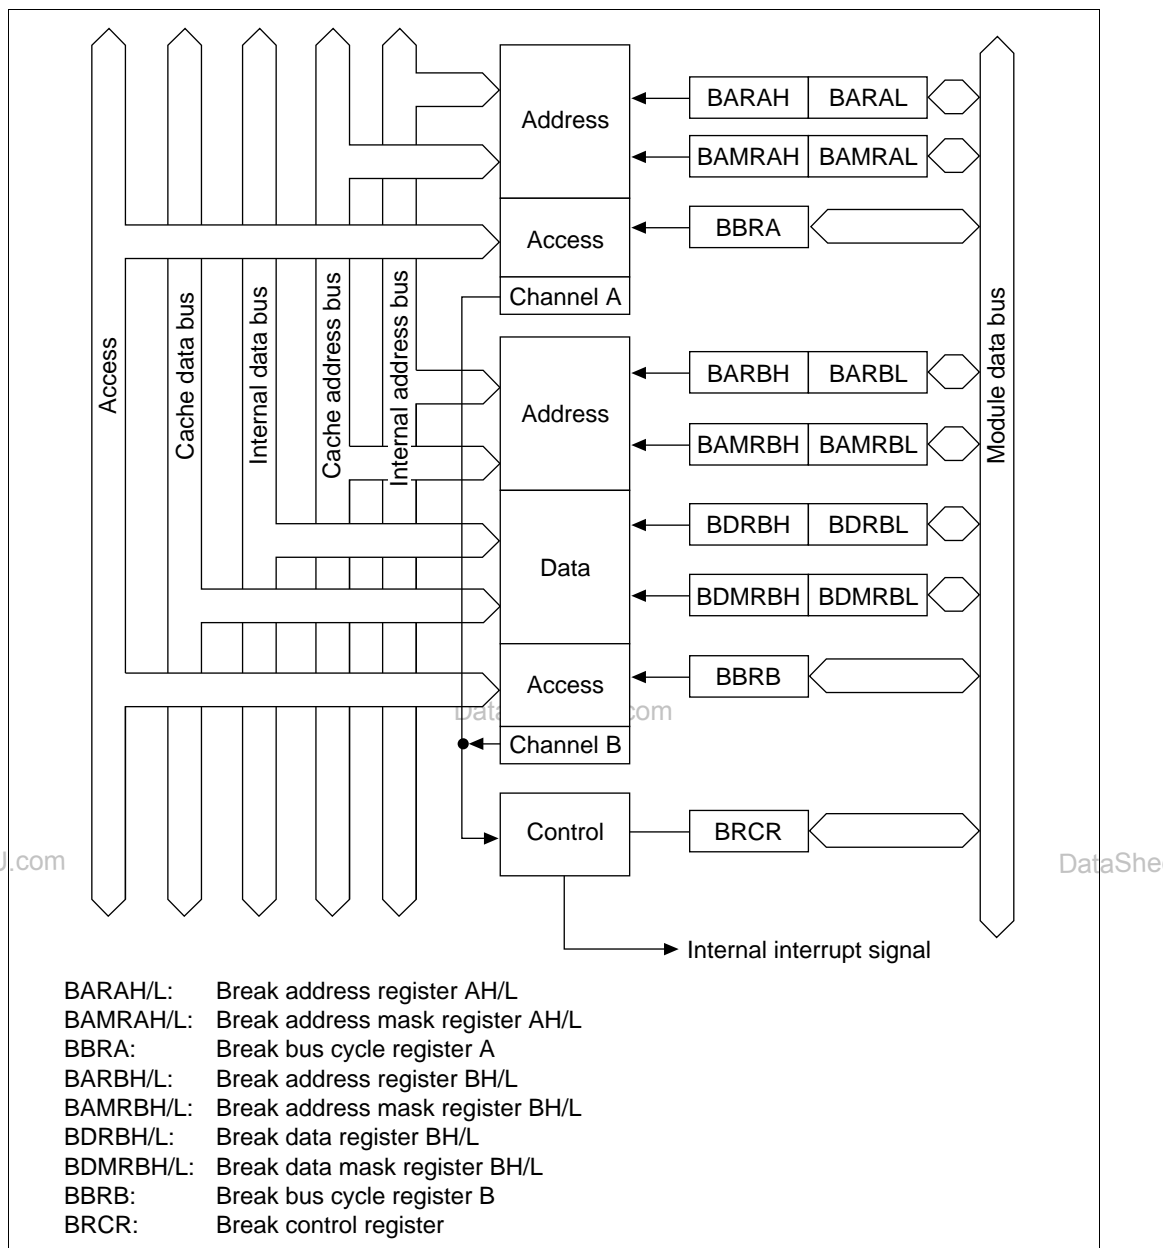 Address
BARAH BARAL
BAMRAH BAMRAL
Access
BBRA
Channel A
Access
Cache data bus
Internal data bus
Cache address bus
Internal address bus
Module data bus
Address
BARBH BARBL
BAMRBH BAMRBL
Data
BDRBH BDRBL
BDMRBH BDMRBL
Access
BBRB
Channel B
Control
BRCR
.com
DataShe
Internal interrupt signal
BARAH/L: Break address register AH/L
BAMRAH/L: Break address mask register AH/L
BBRA: Break bus cycle register A
BARBH/L: Break address register BH/L
BAMRBH/L: Break address mask register BH/L
BDRBH/L: Break data register BH/L
BDMRBH/L: Break data mask register BH/L
BBRB: Break bus cycle register B
BRCR: Break control register